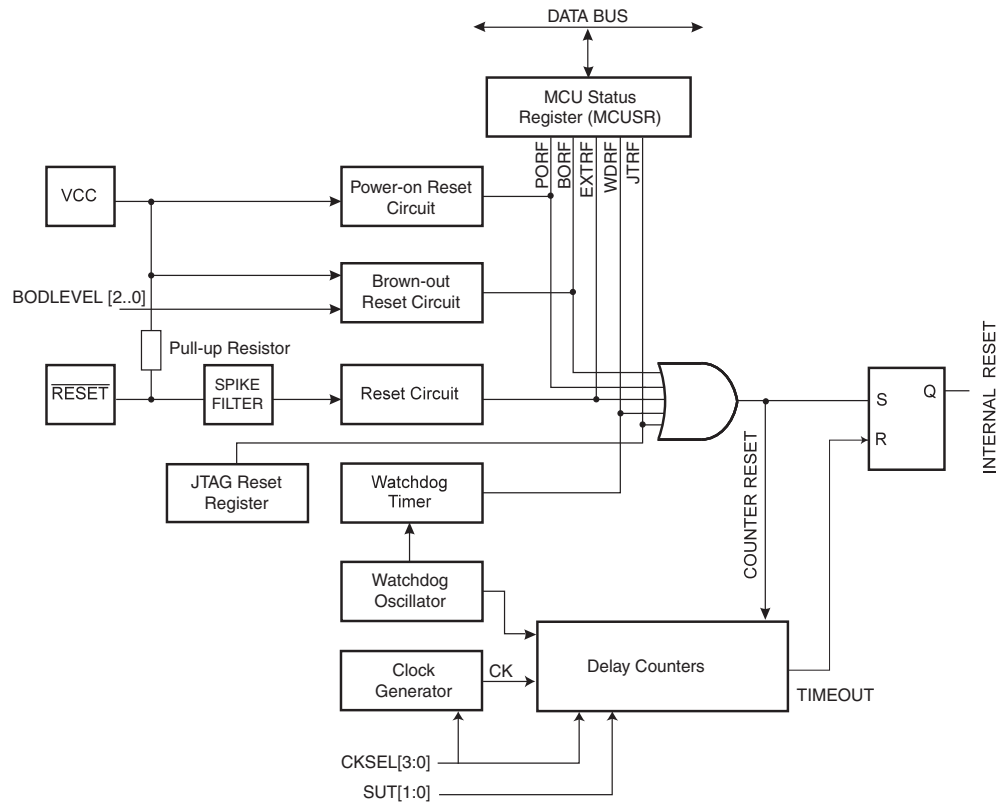 DATA BUS
MCU Status
Register (MCUSR)
PORF
BORF
EXTRF
WDRF
JTRF
VCC
Power-on Reset
Circuit
Brown-out
Reset Circuit
BODLEVEL [2..0]
Pull-up Resistor
RESET
SPIKE
FILTER
Reset Circuit
JTAG Reset
Register
Watchdog
Timer
Watchdog
Oscillator
Clock
Generator
CK
Delay Counters
COUNTER RESET
S
R
Q
INTERNAL RESET
TIMEOUT
CKSEL[3:0]
SUT[1:0]